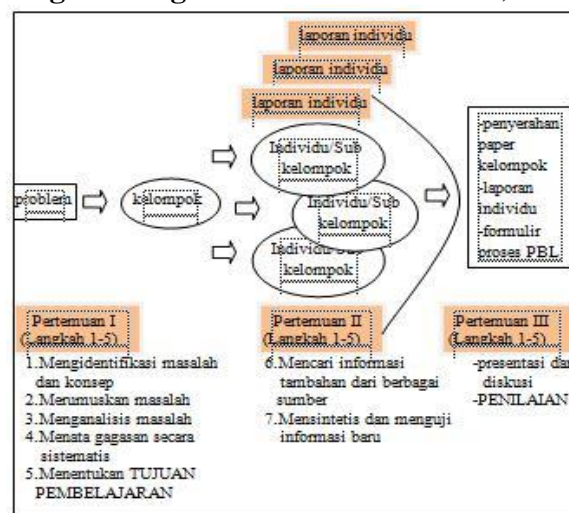 laporan individu
laporan individu
laporan individu
problem
kelompok
Individu/Sub
kelompok
Individu/Sub
kelompok
Individu/Sub
kelompok
-penyerahan
paper
kelompok
-laporan
individu
-formulir
proses PBL
Pertemuan I
(Langkah 1-5)
1.Mengidentifikasi masalah
dan konsep
2.Merumuskan masalah
3.Menganalisis masalah
4.Menata gagasan secara
sistematis
5.Menentukan TUJUAN
PEMBELAJARAN
Pertemuan II
(Langkah 1-5)
6.Mencari informasi
tambahan dari berbagai
sumber
7.Mensintetis dan menguji
informasi baru
Pertemuan III
(Langkah 1-5)
-presentasi dan
diskusi
-PENILAIAN